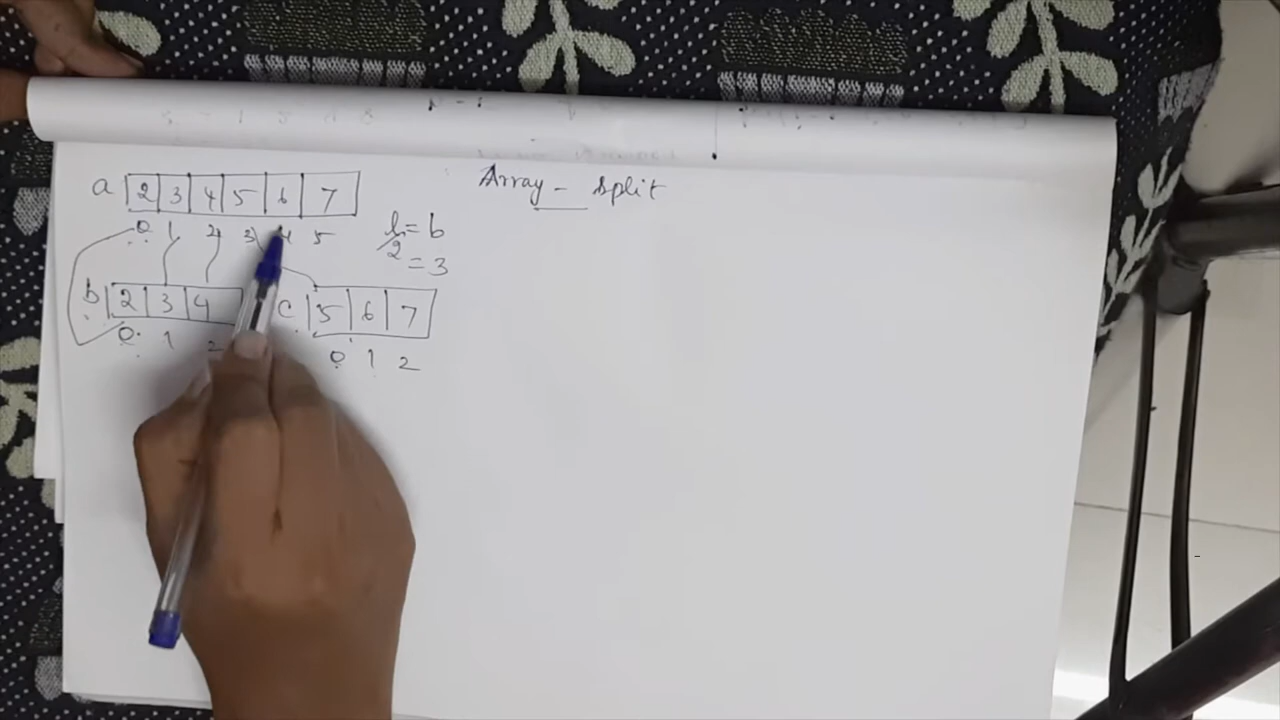 Array - split
a 2 3 4 5 6 7
0 1 2 3 4 5
l = 6
2
= 3
b 2 3 4
0 1 2
c 5 6 7
0 1 2